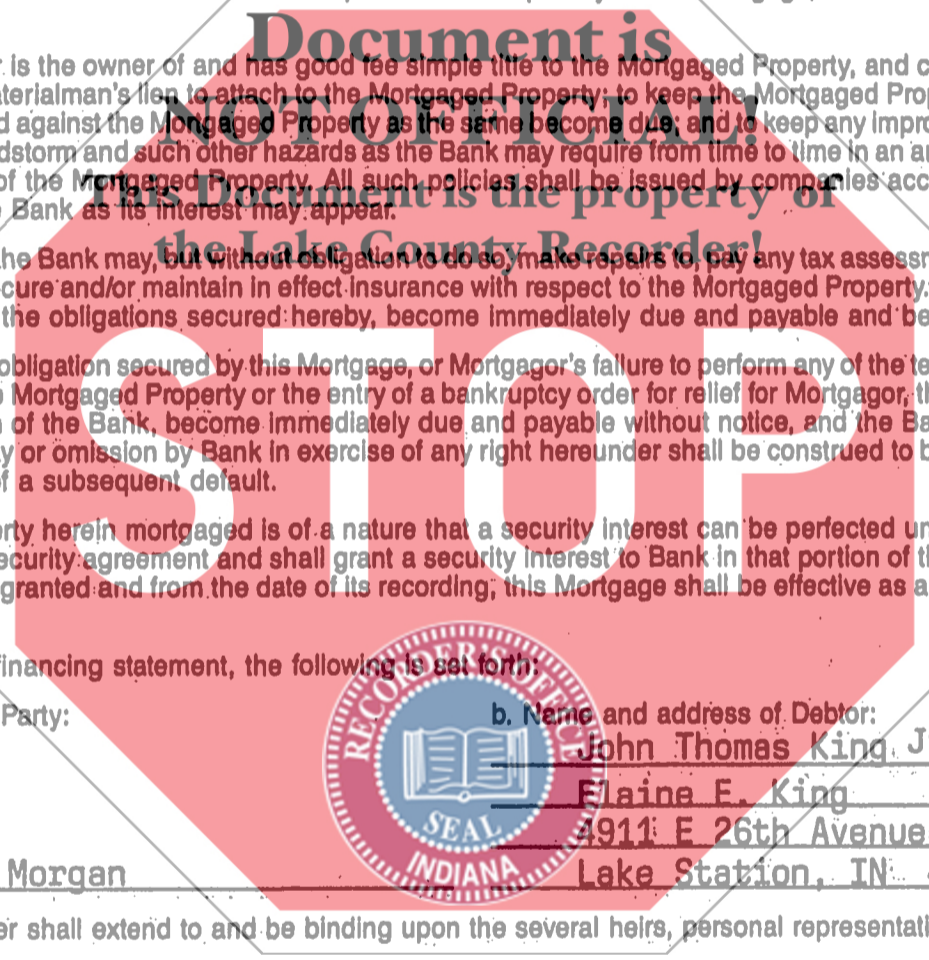 Document is
r is the owner of and has good fee simple title to the Mortgaged Property, and c
aterialman's lien to attach to the Mortgaged Property; to keep the Mortgaged Prop
NOT OFFICIAL!
d against the Mortgaged Property as the same become due, and to keep any impro
dstorm and such other hazards as the Bank may require from time to time in an a
of the Mortgaged Property. All such policies shall be issued by companies acc
This Document is the property of
Bank as its interest may appear.
the Lake County Recorder!
he Bank may, but without obligation to do so, make repairs to, pay any tax assess
cure and/or maintain in effect insurance with respect to the Mortgaged Property.
the obligations secured hereby, become immediately due and payable and be
obligation secured by this Mortgage, or Mortgagor's failure to perform any of the te
Mortgaged Property or the entry of a bankruptcy order for relief for Mortgagor, th
of the Bank, become immediately due and payable without notice, and the Ba
y or omission by Bank in exercise of any right hereunder shall be construed to b
f a subsequent default.
STOP
rty herein mortgaged is of a nature that a security interest can be perfected un
ecurity agreement and shall grant a security interest to Bank in that portion of th
granted and from the date of its recording, this Mortgage shall be effective as a
financing statement, the following is set forth:
RECORDER'S OFFICE
Party:
b. Name and address of Debtor:
John Thomas King J
Elaine E. King
4911 E 26th Avenue
SEAL
INDIANA
Morgan
Lake Station, IN
er shall extend to and be binding upon the several heirs, personal representati